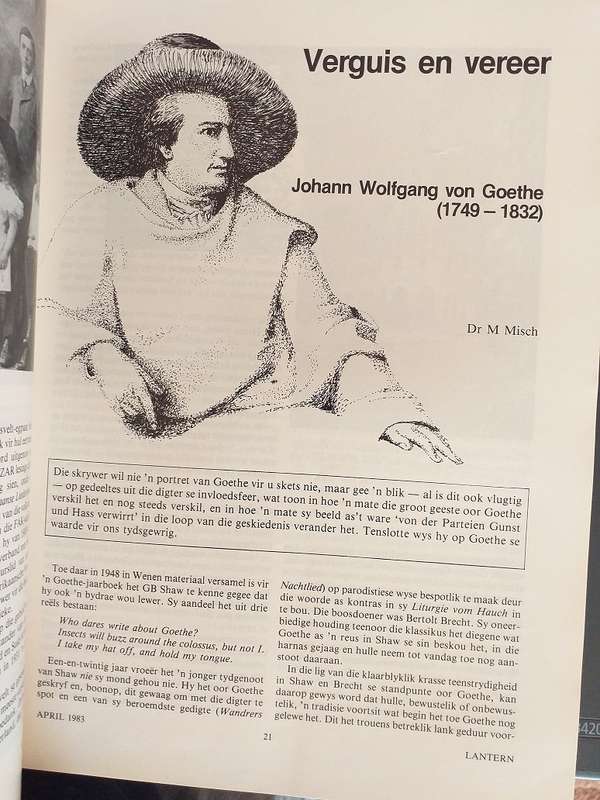 Verguis en vereer
Johann Wolfgang von Goethe
(1749 – 1832)
Dr M Misch
Die skrywer wil nie 'n portret van Goethe vir u skets nie, maar gee 'n blik — al is dit ook vlugtig
— op gedeeltes uit die digter se invloedsfeer, wat toon in hoe 'n mate die groot geeste oor Goethe
verskil het en nog steeds verskil, en in hoe 'n mate sy beeld as't ware 'von der Parteien Gunst
und Hass verwirrt' in die loop van die geskiedenis verander het. Tenslotte wys hy op Goethe se
waarde vir ons tydsgewrig.
Toe daar in 1948 in Wenen materiaal versamel is vir
'n Goethe-jaarboek het GB Shaw te kenne gegee dat
hy ook 'n bydrae wou lewer. Sy aandeel het uit drie
reëls bestaan:
Who dares write about Goethe?
Insects will buzz around the colossus, but not I.
I take my hat off, and hold my tongue.
Een-en-twintig jaar vroeër het 'n jonger tydgenoot
van Shaw nie sy mond gehou nie. Hy het oor Goethe
geskryf en, boonop, dit gewaag om met die digter te
spot en een van sy beroemdste gedigte (Wandrers
Nachtlied) op parodistiese wyse bespotlik te maak deur
die woorde as kontras in sy Liturgie vom Hauch in
te bou. Die boosdoener was Bertolt Brecht. Sy oneer-
biedige houding teenoor die klassikus het diegene wat
Goethe as 'n reus in Shaw se sin beskou het, in die
harnas gejaag en hulle neem tot vandag toe nog aan-
stoot daaraan.
In die lig van die klaarblyklik krasse teenstrydigheid
in Shaw en Brecht se standpunte oor Goethe, kan
daarop gewys word dat hulle, bewustelik of onbewus-
telik, 'n tradisie voortsit wat begin het toe Goethe nog
gelewe het. Dit het trouens betreklik lank geduur voor-
APRIL 1983
21
LANTERN